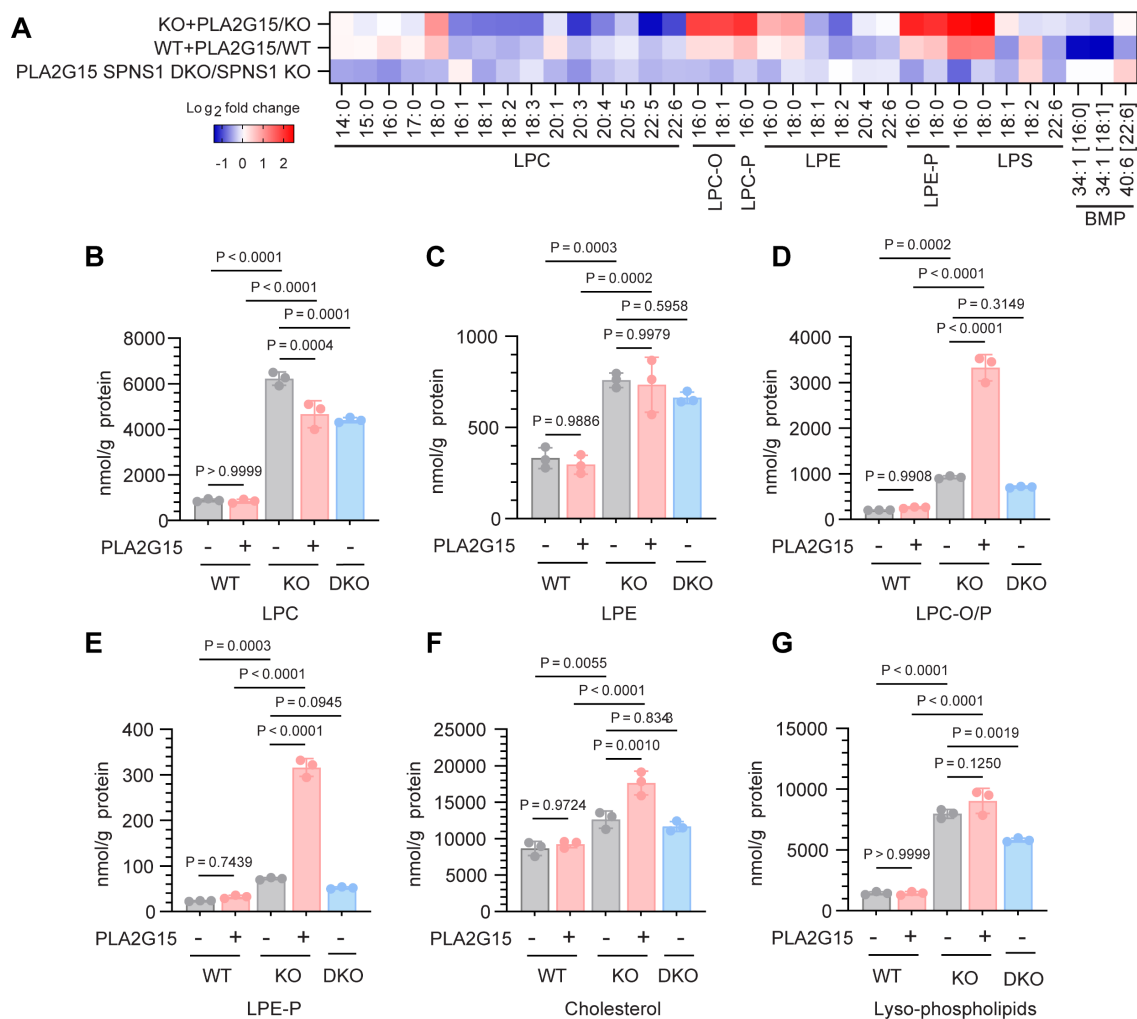 A
KO+PLA2G15/KO
WT+PLA2G15/WT
PLA2G15 SPNS1 DKO/SPNS1 KO
Log2 fold change
-1 0 1 2
14:0 15:0 16:0 17:0 18:0 16:1 18:1 18:2 18:3 20:1 20:3 20:4 20:5 22:5 22:6 16:0 18:1 16:0 16:0 18:0 18:1 18:2 20:4 22:6 16:0 18:0 16:0 18:0 18:1 18:2 22:6 34:1 [16:0] 34:1 [18:1] 40:6 [22:6]
LPC LPC-O LPC-P LPE LPE-P LPS BMP
B
P < 0.0001
P < 0.0001
P = 0.0001
P = 0.0004
P > 0.9999
nmol/g protein
8000
6000
4000
2000
0
PLA2G15 - + - + -
WT KO DKO
LPC
C
P = 0.0003
P = 0.0002
P = 0.5958
P = 0.9979
P = 0.9886
nmol/g protein
1000
500
0
PLA2G15 - + - + -
WT KO DKO
LPE
D
P = 0.0002
P < 0.0001
P = 0.3149
P < 0.0001
P = 0.9908
nmol/g protein
4000
3000
2000
1000
0
PLA2G15 - + - + -
WT KO DKO
LPC-O/P
E
P = 0.0003
P < 0.0001
P = 0.0945
P < 0.0001
P = 0.7439
nmol/g protein
400
300
200
100
0
PLA2G15 - + - + -
WT KO DKO
LPE-P
F
P = 0.0055
P < 0.0001
P = 0.8343
P = 0.0010
P = 0.9724
nmol/g protein
25000
20000
15000
10000
5000
0
PLA2G15 - + - + -
WT KO DKO
Cholesterol
G
P < 0.0001
P < 0.0001
P = 0.0019
P = 0.1250
P > 0.9999
nmol/g protein
15000
10000
5000
0
PLA2G15 - + - + -
WT KO DKO
Lyso-phospholipids